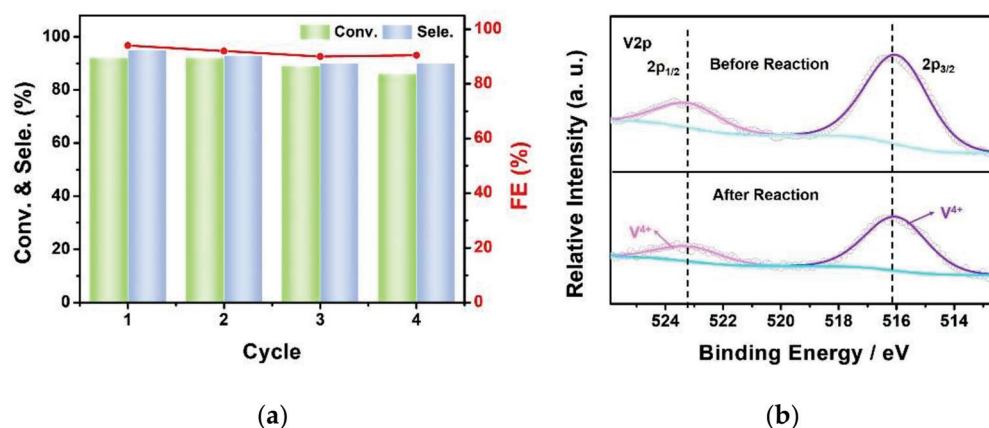 Conv. Sele.
Conv. & Sele. (%)
100
80
60
40
20
0
100
80
60
40
20
0
FE (%)
1 2 3 4
Cycle
(a)
V2p
2p1/2 Before Reaction 2p3/2
After Reaction
V4+ V4+
Relative Intensity (a. u.)
524 522 520 518 516 514
Binding Energy / eV
(b)